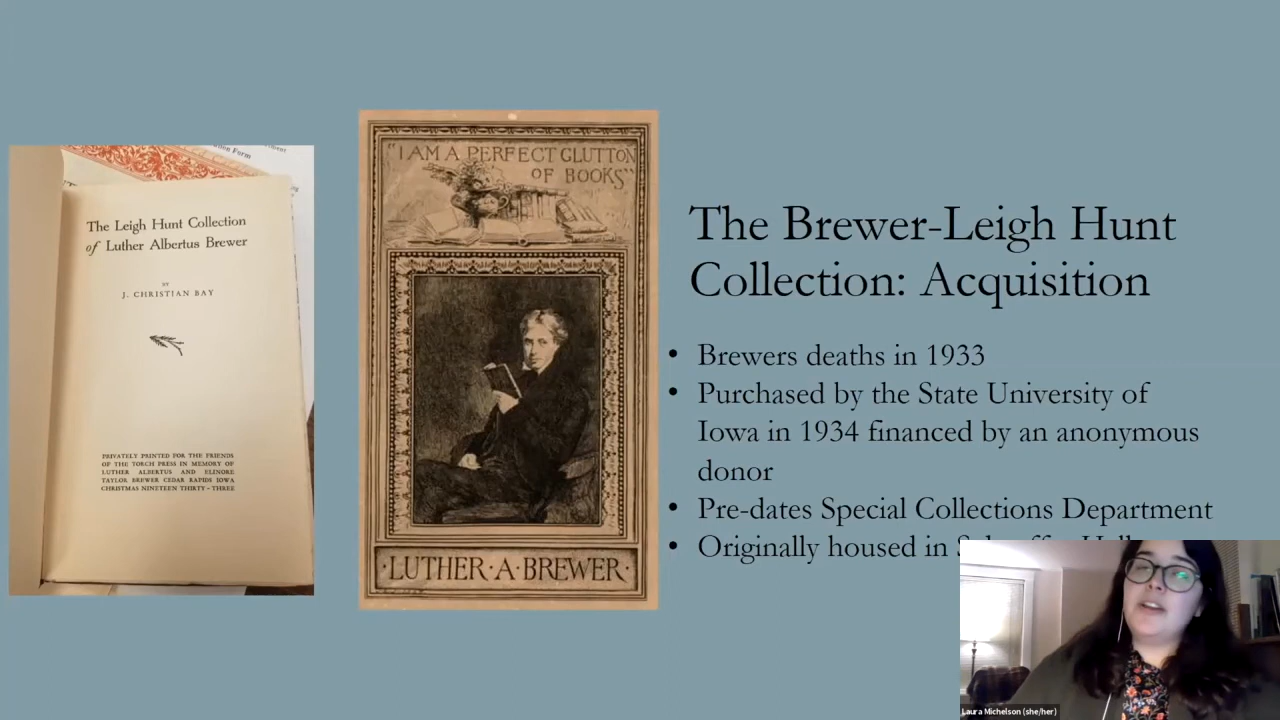 The Leigh Hunt Collection
of Luther Albertus Brewer
BY
J. CHRISTIAN BAY
PRIVATELY PRINTED FOR THE FRIENDS
OF THE TORCH PRESS IN MEMORY OF
LUTHER ALBERTUS AND ELINORE
TAYLOR BREWER CEDAR RAPIDS IOWA
CHRISTMAS NINETEEN THIRTY-THREE
"I AM A PERFECT GLUTTON
OF BOOKS"
·LUTHER·A·BREWER·
The Brewer-Leigh Hunt
Collection: Acquisition
• Brewers deaths in 1933
• Purchased by the State University of
Iowa in 1934 financed by an anonymous
donor
• Pre-dates Special Collections Department
• Originally housed in
Laura Michelson (she/her)